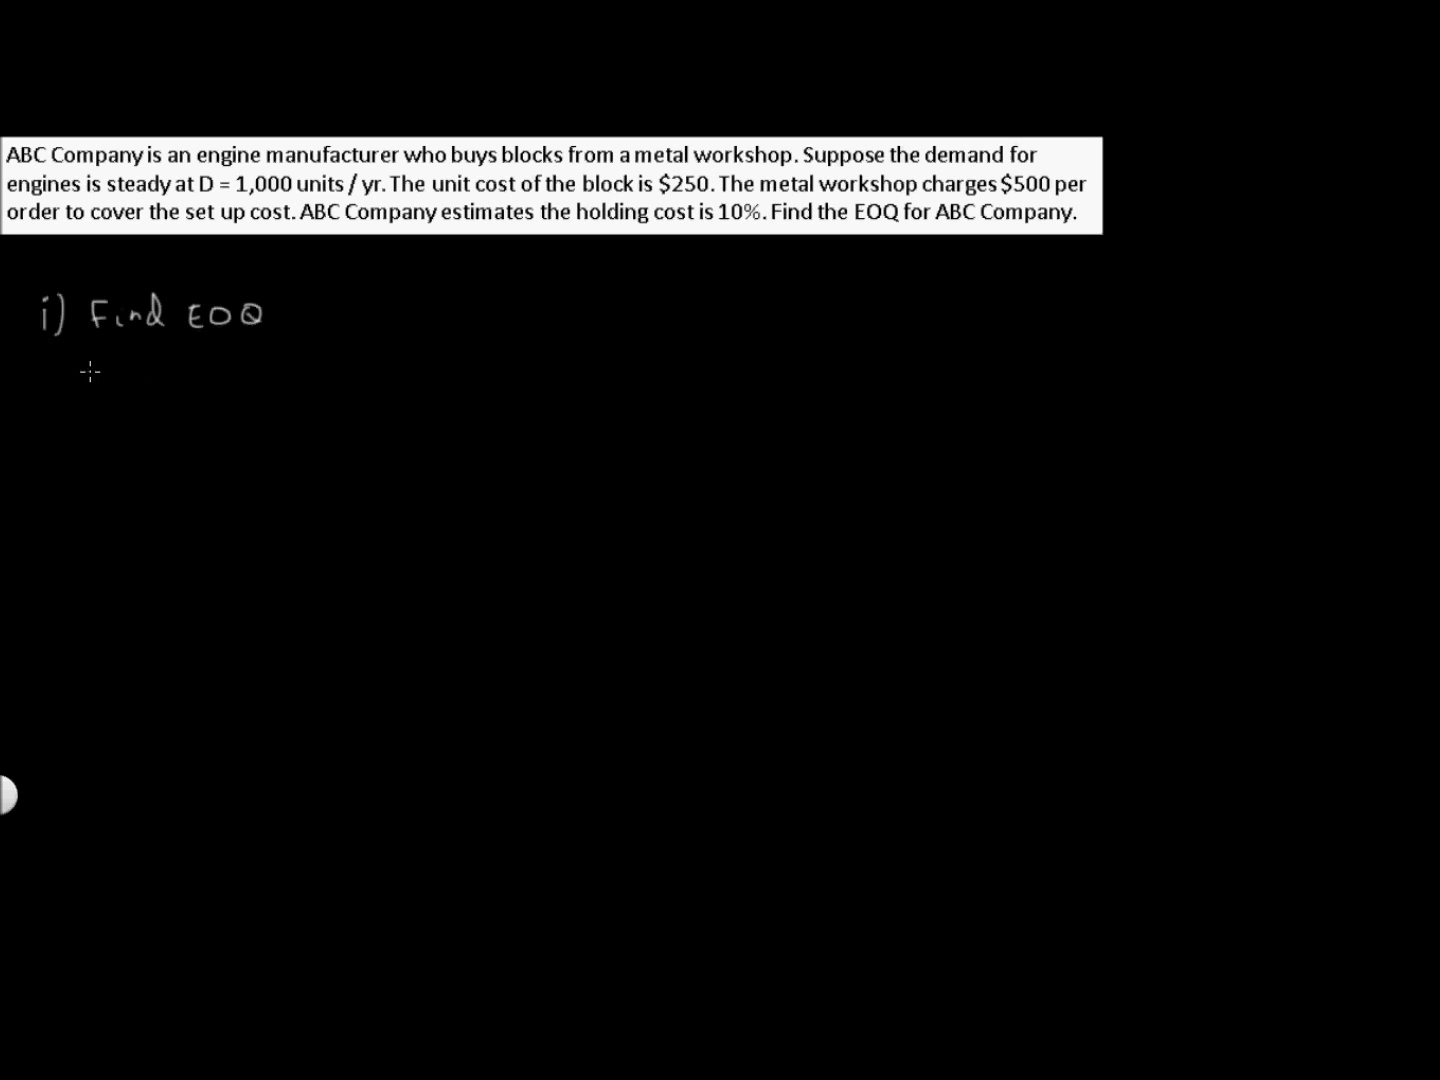 ABC Company is an engine manufacturer who buys blocks from a metal workshop. Suppose the demand for
engines is steady at D = 1,000 units / yr. The unit cost of the block is $250. The metal workshop charges $500 per
order to cover the set up cost. ABC Company estimates the holding cost is 10%. Find the EOQ for ABC Company.
i) Find EOQ